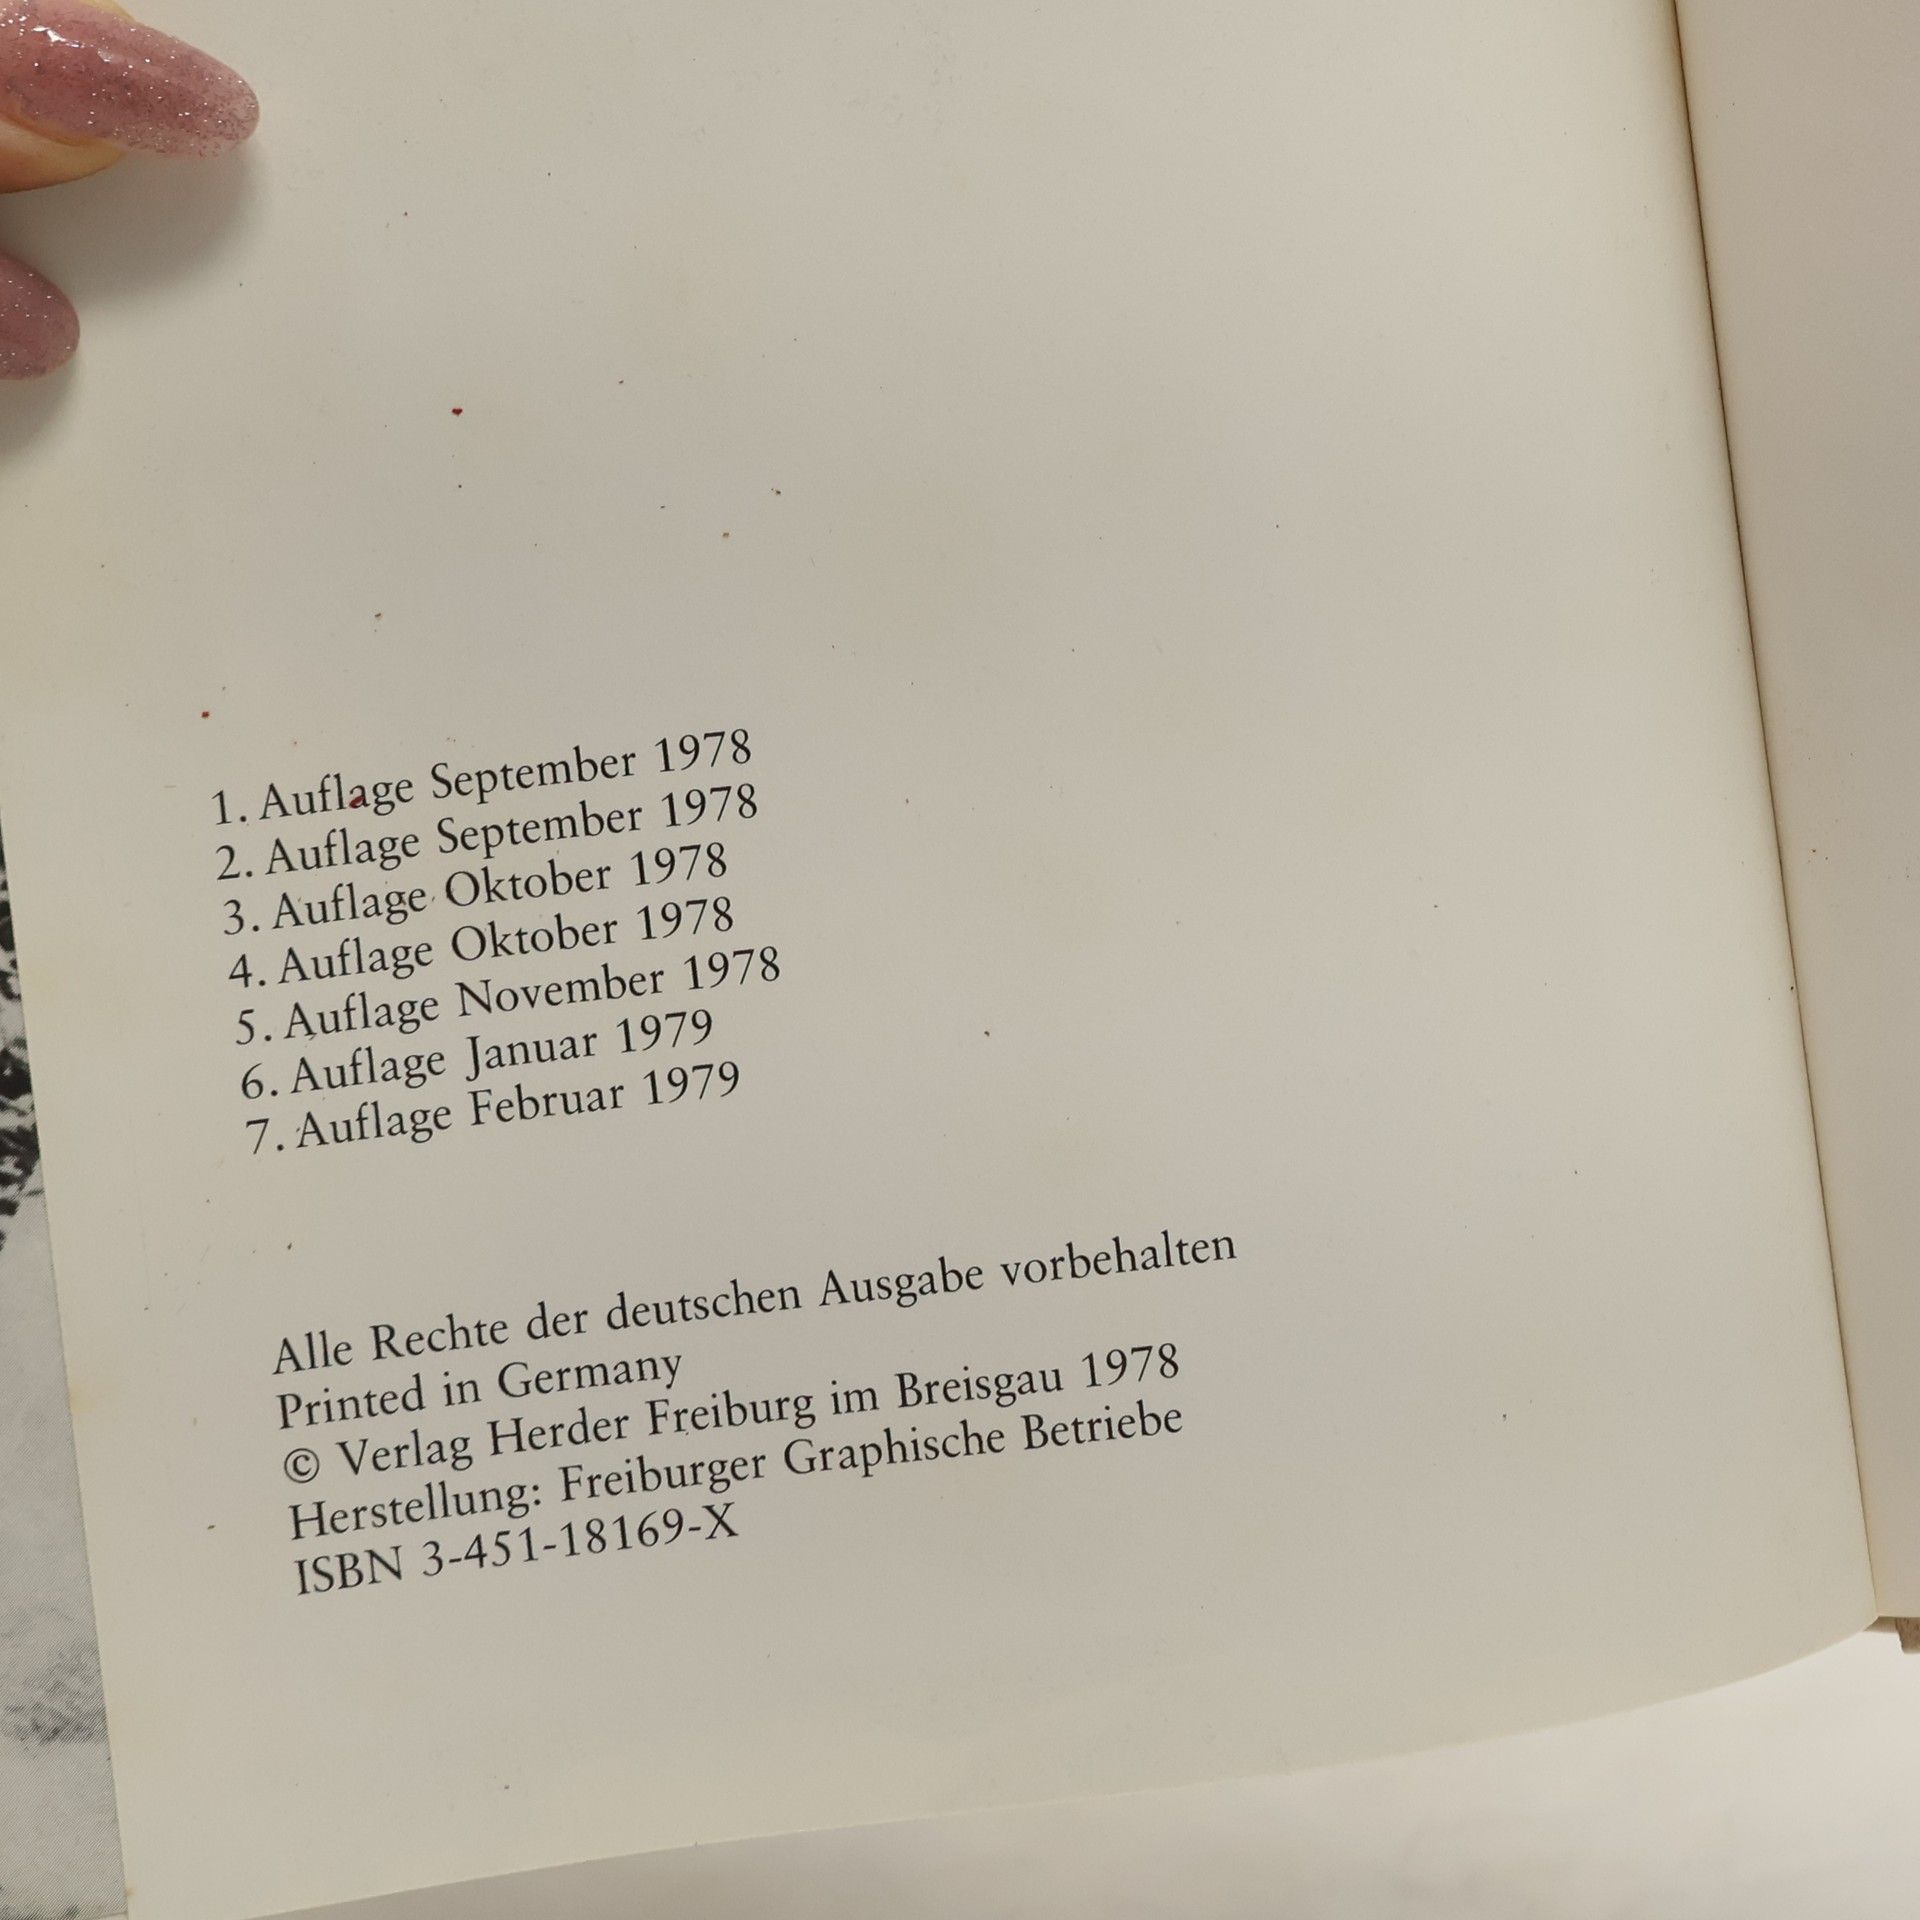 1. Auflage September 1978
2. Auflage September 1978
3. Auflage Oktober 1978
4. Auflage Oktober 1978
5. Auflage November 1978
6. Auflage Januar 1979
7. Auflage Februar 1979
Alle Rechte der deutschen Ausgabe vorbehalten
Printed in Germany
© Verlag Herder Freiburg im Breisgau 1978
Herstellung: Freiburger Graphische Betriebe
ISBN 3-451-18169-X